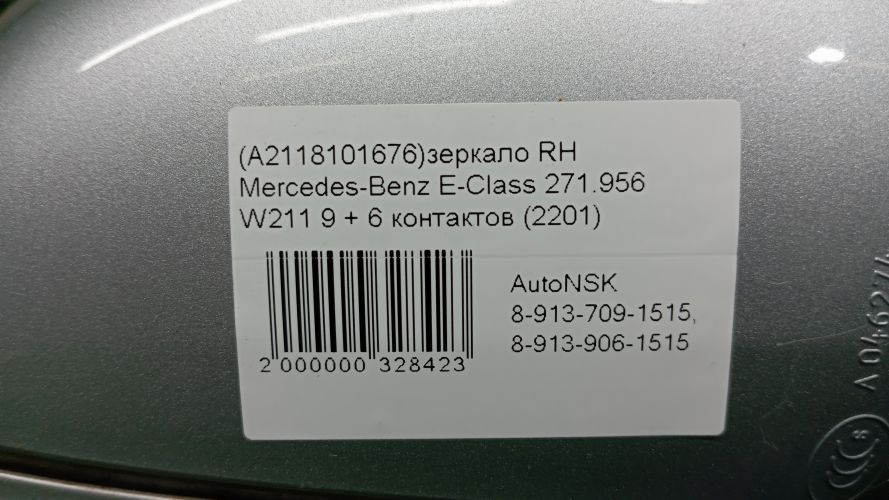 (A2118101676)зеркало RH
Mercedes-Benz E-Class 271.956
W211 9 + 6 контактов (2201)
AutoNSK
8-913-709-1515,
8-913-906-1515
2 000000 328423
A046274